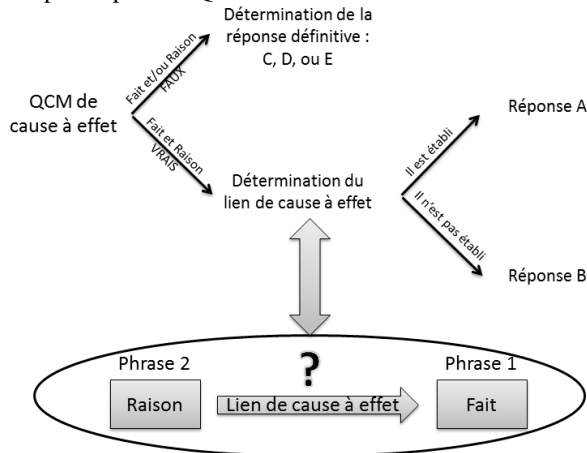 Détermination de la
réponse définitive :
C, D, ou E
Fait et/ou Raison
FAUX
QCM de
cause à effet
Fait et Raison
VRAIS
Détermination du
lien de cause à effet
Il est établi
Réponse A
Il n'est pas établi
Réponse B
?
Phrase 2
Phrase 1
Raison
Lien de cause à effet
Fait